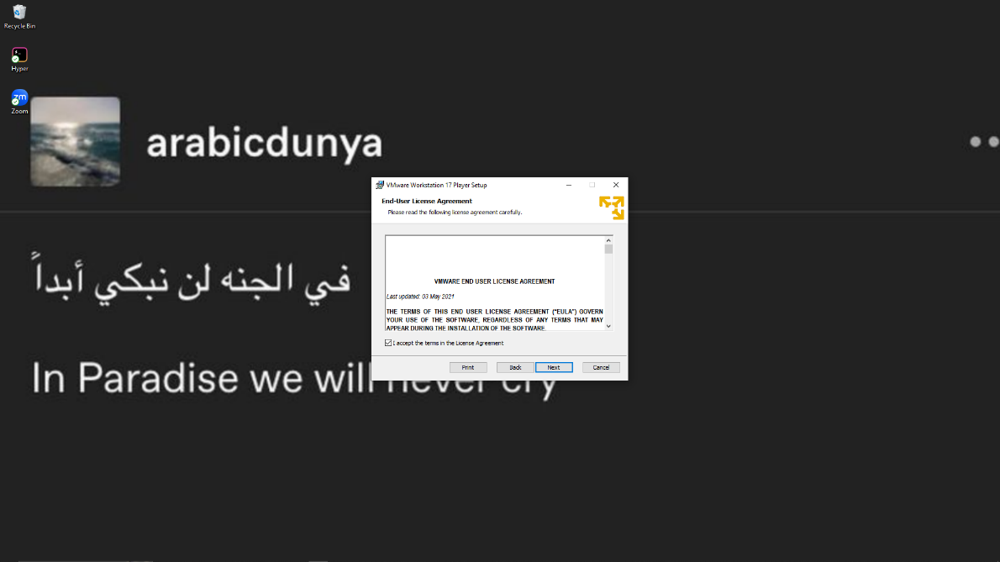 Recycle Bin
Hyper
zm
Zoom
arabicdunya
في الجنه لن نبكي أبداً
In Paradise we will never cry
VMware Workstation 17 Player Setup
End-User License Agreement
Please read the following license agreement carefully.
VMWARE END USER LICENSE AGREEMENT
Last updated: 03 May 2021
THE TERMS OF THIS END USER LICENSE AGREEMENT (“EULA”) GOVERN
YOUR USE OF THE SOFTWARE, REGARDLESS OF ANY TERMS THAT MAY
APPEAR DURING THE INSTALLATION OF THE SOFTWARE.
I accept the terms in the License Agreement
Print
Back
Next
Cancel